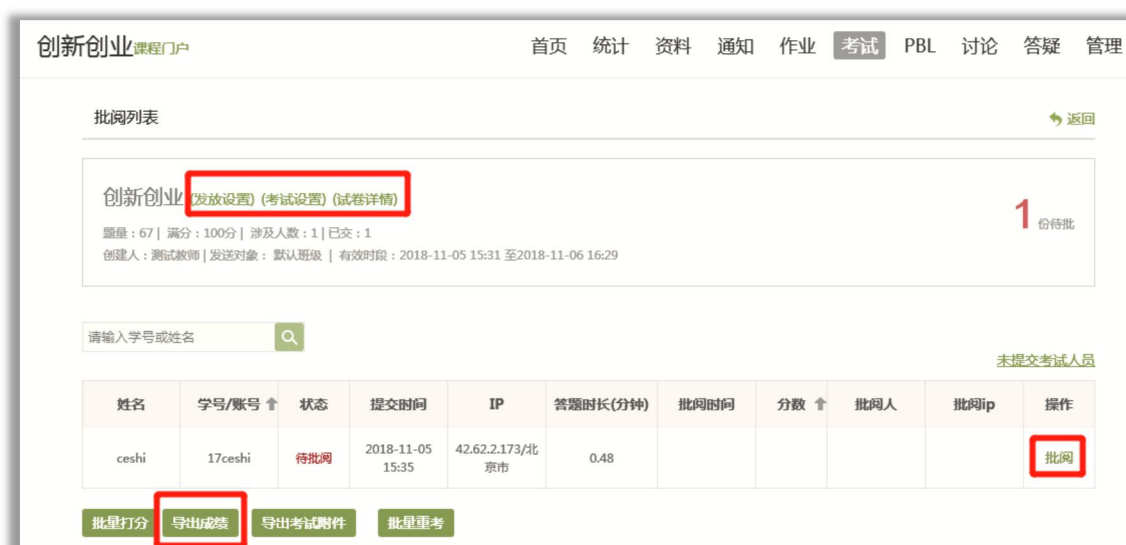 创新创业课程门户 首页 统计 资料 通知 作业 考试 PBL 讨论 答疑 管理
批阅列表 返回
创新创业 (发放设置) (考试设置) (试卷详情)
1 份待批
题量：67 | 满分：100分 | 涉及人数：1 | 已交：1
创建人：测试教师 | 发送对象： 默认班级 | 有效时段：2018-11-05 15:31 至2018-11-06 16:29
请输入学号或姓名
未提交考试人员
姓名 学号/账号 状态 提交时间 IP 答题时长(分钟) 批阅时间 分数 批阅人 批阅ip 操作
ceshi 17ceshi 待批阅 2018-11-05 15:35 42.62.2.173/北京市 0.48 批阅
批量打分 导出成绩 导出考试附件 批量重考